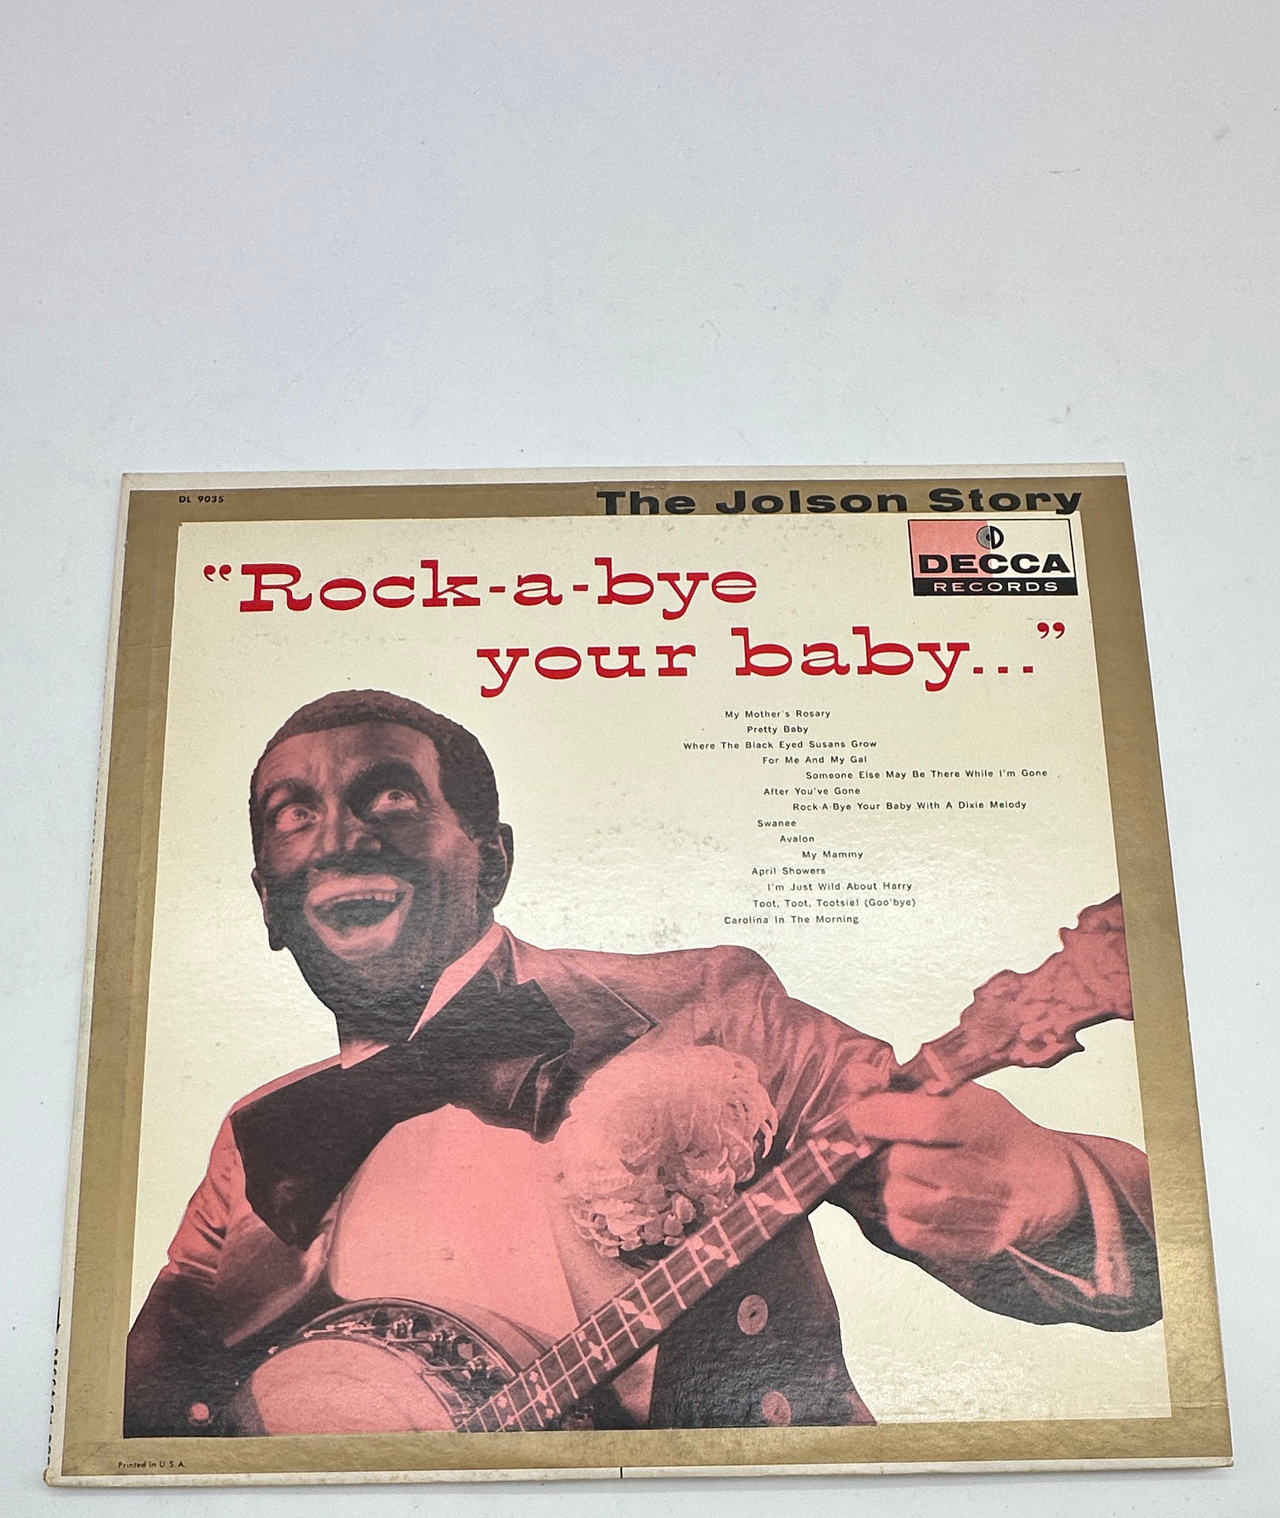 DL 9035
The Jolson Story
DECCA
RECORDS
“Rock-a-bye
your baby...”
My Mother's Rosary
Pretty Baby
Where The Black Eyed Susans Grow
For Me And My Gal
Someone Else May Be There While I'm Gone
After You've Gone
Rock-A-Bye Your Baby With A Dixie Melody
Swanee
Avalon
My Mammy
April Showers
I'm Just Wild About Harry
Toot, Toot, Tootsie! (Goo'bye)
Carolina In The Morning
Printed in U.S.A.